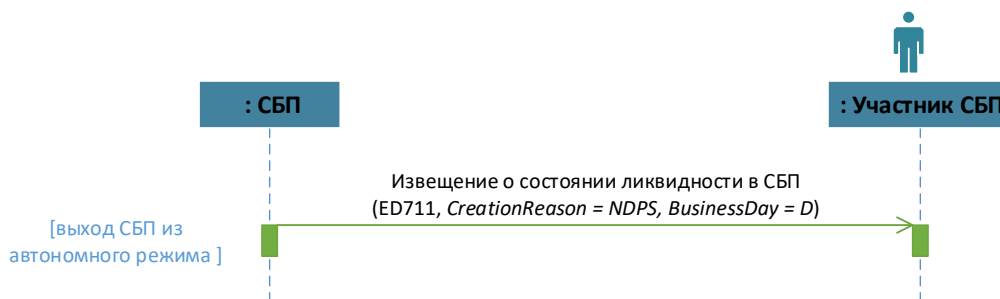 : СБП
: Участник СБП
Извещение о состоянии ликвидности в СБП
(ED711, CreationReason = NDPS, BusinessDay = D)
[выход СБП из
автономного режима ]